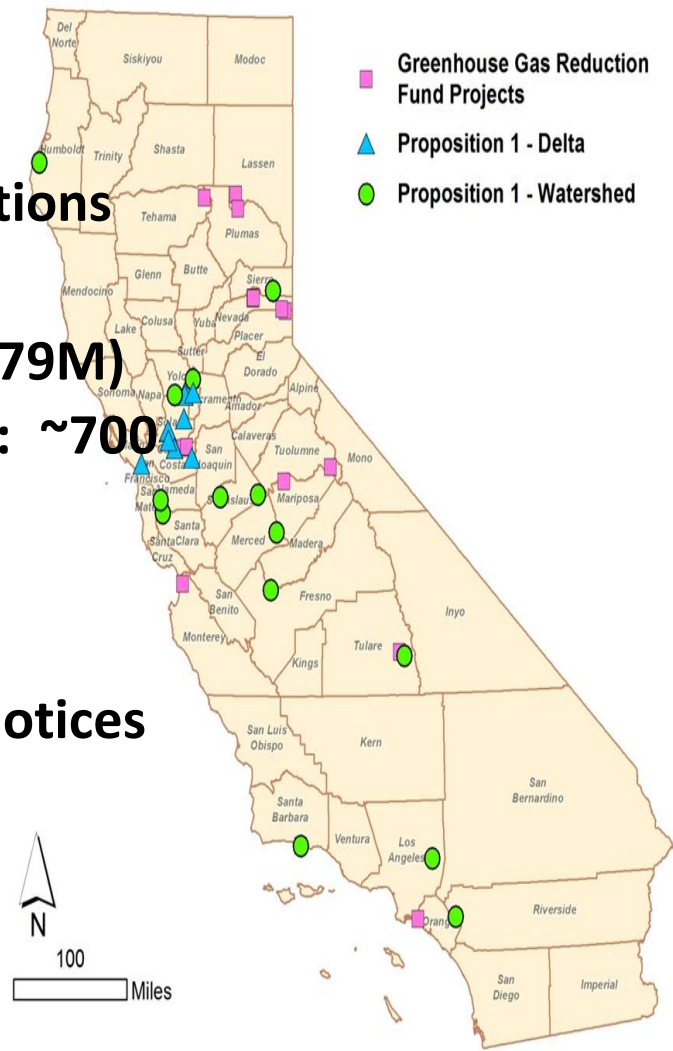 Greenhouse Gas Reduction
Fund Projects
Proposition 1 - Delta
Proposition 1 - Watershed
tions
79M)
: ~700
otices
Del
Norte
Siskiyou
Modoc
Humboldt
Trinity
Shasta
Lassen
Tehama
Plumas
Mendocino
Glenn
Butte
Sierra
Lake
Colusa
Yuba
Nevada
Placer
Sutter
El
Dorado
Sonoma
Napa
Yolo
Alpine
Amador
Calaveras
Tuolumne
Mono
San
Joaquin
Costa
Francisco
Alameda
San
Mariposa
Santa
Clara
Santa
Cruz
Merced
Madera
San
Benito
Fresno
Monterey
Inyo
Tulare
Kings
San Luis
Obispo
Kern
San
Bernardino
Santa
Barbara
Ventura
Los
Angeles
Riverside
San
Diego
Imperial
N
100
Miles